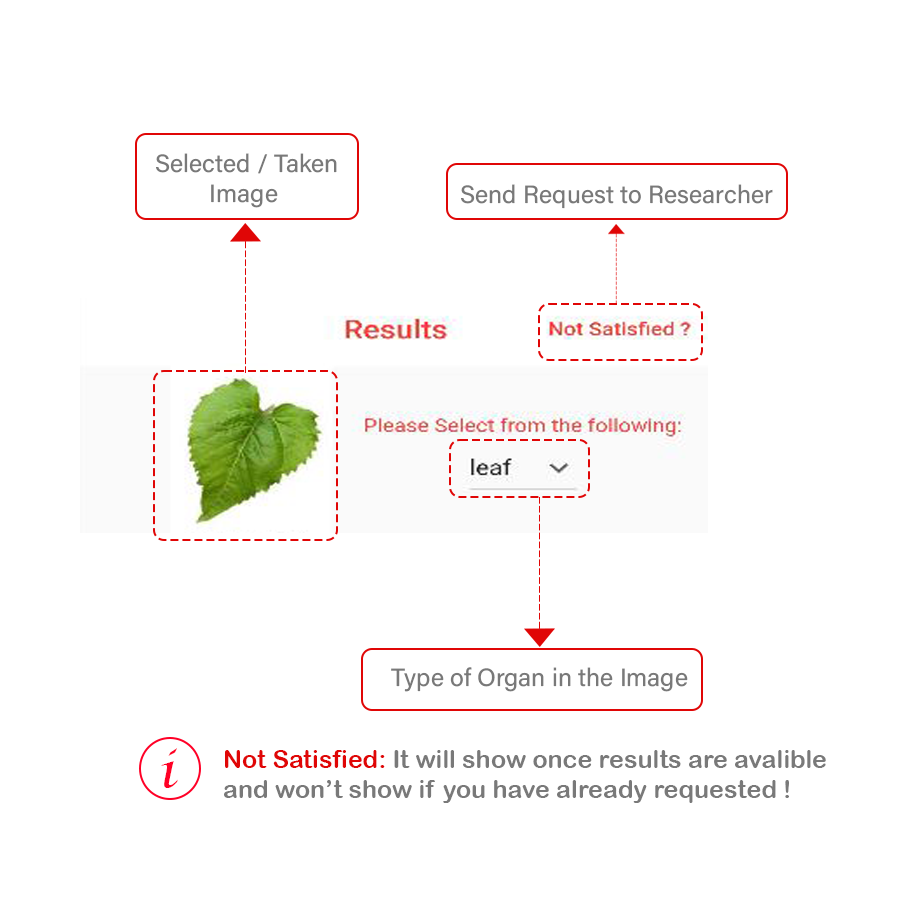 Selected / Taken
Image
Send Request to Researcher
Results
Not Satisfied ?
Please Select from the following:
leaf
Type of Organ in the Image
i
Not Satisfied: It will show once results are avalible
and won't show if you have already requested !